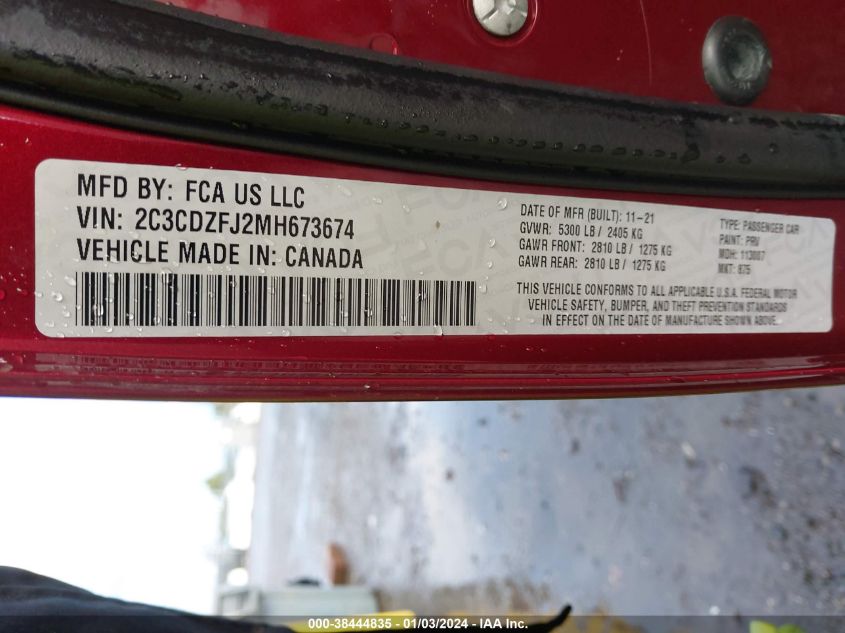 MFD BY: FCA US LLC
VIN: 2C3CDZFJ2MH673674
VEHICLE MADE IN: CANADA
DATE OF MFR (BUILT): 11-21
GVWR: 5300 LB / 2405 KG
GAWR FRONT: 2810 LB / 1275 KG
GAWR REAR: 2810 LB / 1275 KG
TYPE: PASSENGER CAR
PAINT: PRV
MDH:
MKT: 875
THIS VEHICLE CONFORMS TO ALL APPLICABLE U.S.A. FEDERAL MOTOR
VEHICLE SAFETY, BUMPER, AND THEFT PREVENTION STANDARDS
IN EFFECT ON THE DATE OF MANUFACTURE SHOWN ABOVE.
000-38444835 - 01/03/2024 - IAA Inc.